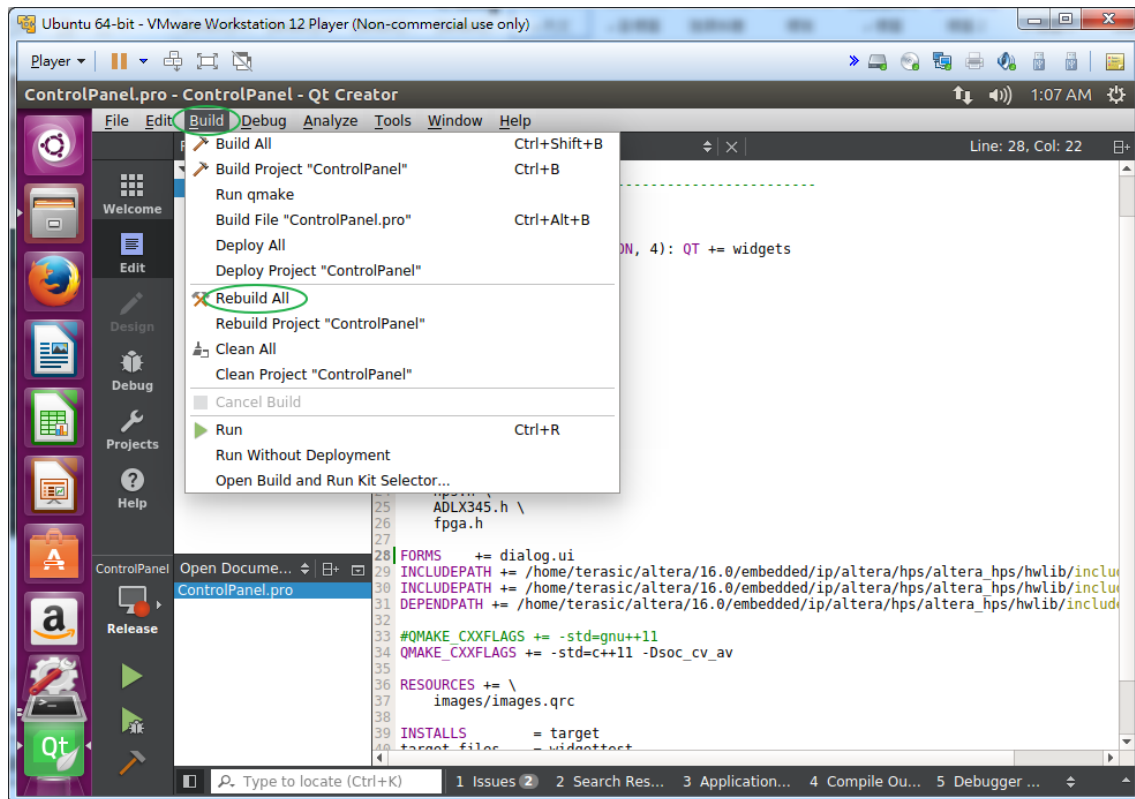 Ubuntu 64-bit - VMware Workstation 12 Player (Non-commercial use only)
Player
ControlPanel.pro - ControlPanel - Qt Creator
1:07 AM
File Edit Build Debug Analyze Tools Window Help
Line: 28, Col: 22
Build All Ctrl+Shift+B
Build Project "ControlPanel" Ctrl+B
Run qmake
Build File "ControlPanel.pro" Ctrl+Alt+B
Deploy All
Deploy Project "ControlPanel"
Rebuild All
Rebuild Project "ControlPanel"
Clean All
Clean Project "ControlPanel"
Cancel Build
Run Ctrl+R
Run Without Deployment
Open Build and Run Kit Selector...
Welcome
Edit
Design
Debug
Projects
Help
ControlPanel
Release
Open Docume...
ControlPanel.pro
------------------------
ON, 4): QT += widgets
24 hps.h \
25 ADLX345.h \
26 fpga.h
27
28 FORMS += dialog.ui
29 INCLUDEPATH += /home/terasic/altera/16.0/embedded/ip/altera/hps/altera_hps/hwlib/inclu
30 INCLUDEPATH += /home/terasic/altera/16.0/embedded/ip/altera/hps/altera_hps/hwlib/inclu
31 DEPENDPATH += /home/terasic/altera/16.0/embedded/ip/altera/hps/altera_hps/hwlib/include
32
33 #QMAKE_CXXFLAGS += -std=gnu++11
34 QMAKE_CXXFLAGS += -std=c++11 -Dsoc_cv_av
35
36 RESOURCES += \
37 images/images.qrc
38
39 INSTALLS = target
40 target.files = widgettest
Type to locate (Ctrl+K)
1 Issues 2 2 Search Res... 3 Application... 4 Compile Ou... 5 Debugger ...
a
Qt